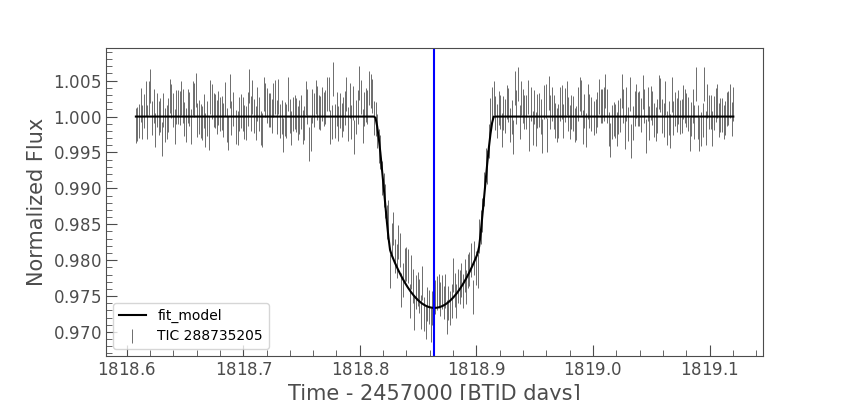 Normalized Flux
1.005
1.000
0.995
0.990
0.985
0.980
0.975
0.970
fit_model
TIC 288735205
1818.6 1818.7 1818.8 1818.9 1819.0 1819.1
Time - 2457000 [BTJD days]